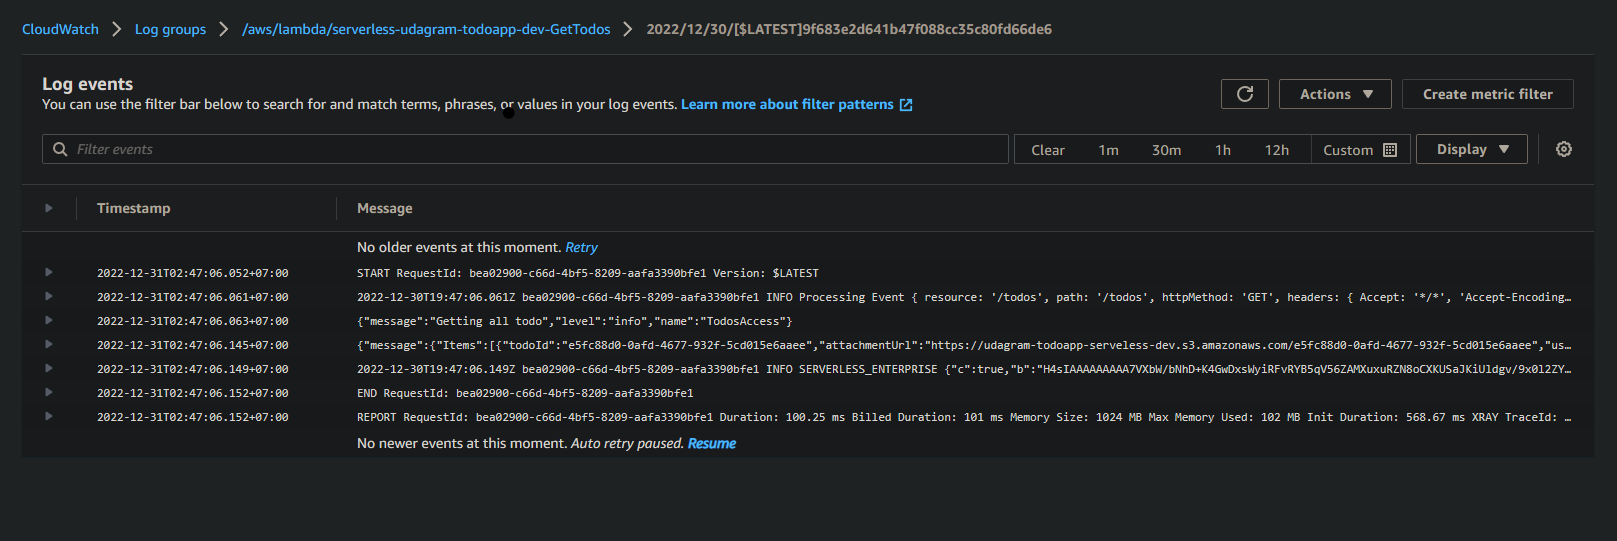 CloudWatch > Log groups > /aws/lambda/serverless-udagram-todoapp-dev-GetTodos > 2022/12/30/[$LATEST]9f683e2d641b47f088cc35c80fd66de6
Log events
You can use the filter bar below to search for and match terms, phrases, or values in your log events. Learn more about filter patterns
Actions ▼ Create metric filter
Filter events
Clear 1m 30m 1h 12h Custom Display ▼
Timestamp Message
No older events at this moment. Retry
2022-12-31T02:47:06.052+07:00 START RequestId: bea02900-c66d-4bf5-8209-aafa3390bfe1 Version: $LATEST
2022-12-31T02:47:06.061+07:00 2022-12-30T19:47:06.061Z bea02900-c66d-4bf5-8209-aafa3390bfe1 INFO Processing Event { resource: '/todos', path: '/todos', httpMethod: 'GET', headers: { Accept: '*/*', 'Accept-Encoding…
2022-12-31T02:47:06.063+07:00 {"message":"Getting all todo","level":"info","name":"TodosAccess"}
2022-12-31T02:47:06.145+07:00 {"message":{"Items":[{"todoId":"e5fc88d0-0afd-4677-932f-5cd015e6aaee","attachmentUrl":"https://udagram-todoapp-serveless-dev.s3.amazonaws.com/e5fc88d0-0afd-4677-932f-5cd015e6aaee","us…
2022-12-31T02:47:06.149+07:00 2022-12-30T19:47:06.149Z bea02900-c66d-4bf5-8209-aafa3390bfe1 INFO SERVERLESS_ENTERPRISE {"c":true,"b":"H4sIAAAAAAAAA7VXbW/bNhD+K4GwDxsWyiRFvRYB5qV56ZAMXuxuRZN8oCXKUSaJKiUldgv/9x0l2ZY…
2022-12-31T02:47:06.152+07:00 END RequestId: bea02900-c66d-4bf5-8209-aafa3390bfe1
2022-12-31T02:47:06.152+07:00 REPORT RequestId: bea02900-c66d-4bf5-8209-aafa3390bfe1 Duration: 100.25 ms Billed Duration: 101 ms Memory Size: 1024 MB Max Memory Used: 102 MB Init Duration: 568.67 ms XRAY TraceId: …
No newer events at this moment. Auto retry paused. Resume